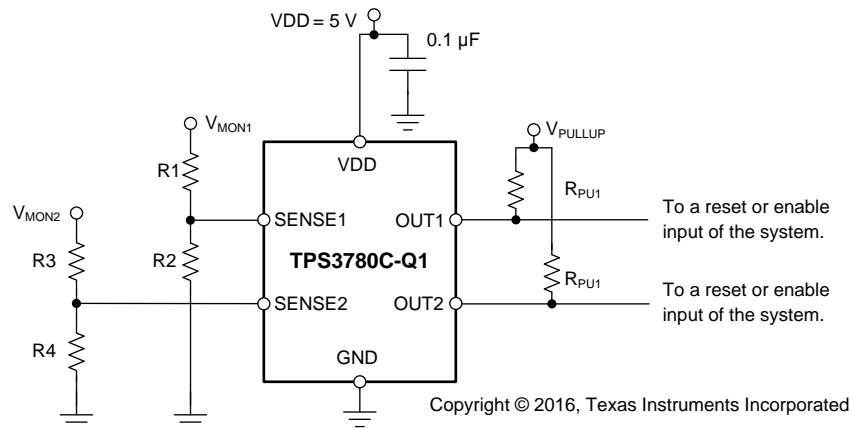 VDD = 5 V
0.1 µF
VMON1
VPULLUP
R1
VDD
RPU1
VMON2
SENSE1
OUT1
To a reset or enable
input of the system.
R3
R2
TPS3780C-Q1
RPU1
SENSE2
OUT2
To a reset or enable
input of the system.
R4
GND
Copyright © 2016, Texas Instruments Incorporated